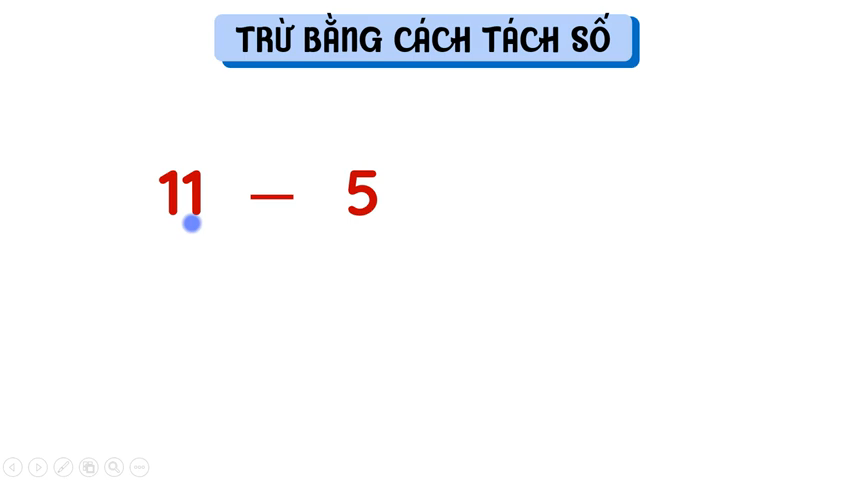 TRỪ BẰNG CÁCH TÁCH SỐ
11 — 5